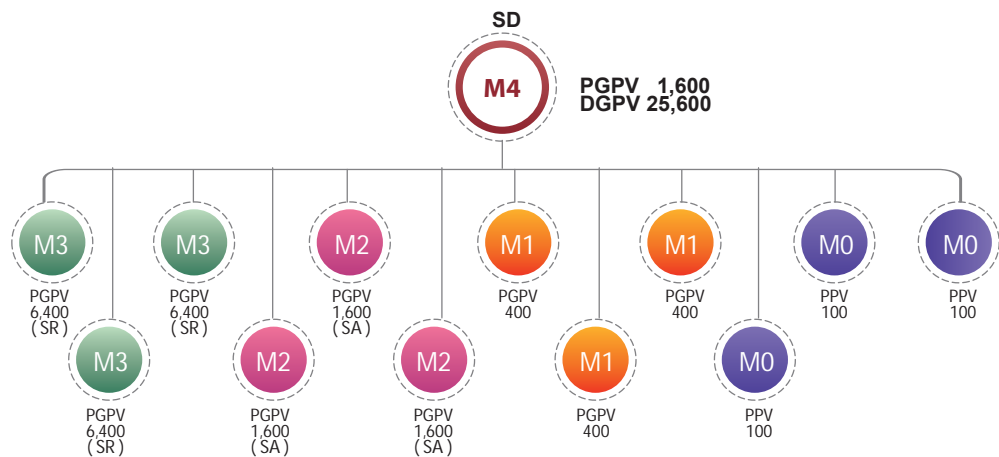 SD
M4
PGPV 1,600
DGPV 25,600
M3
M3
M2
M1
M1
M0
M0
PGPV
6,400
( SR )
PGPV
6,400
( SR )
PGPV
1,600
( SA )
PGPV
400
PGPV
400
PPV
100
PPV
100
M3
M2
M2
M1
M0
PGPV
6,400
( SR )
PGPV
1,600
( SA )
PGPV
1,600
( SA )
PGPV
400
PPV
100